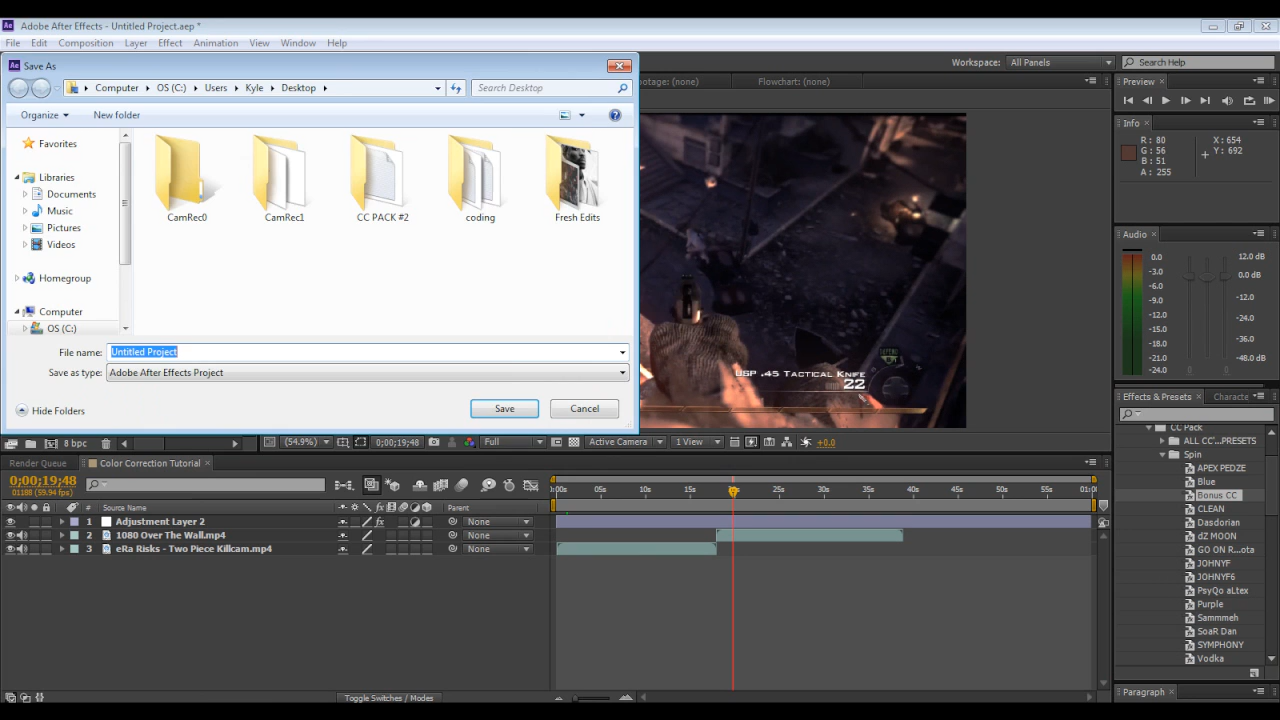 Adobe After Effects - Untitled Project.aep *
File Edit Composition Layer Effect Animation View Window Help
Save As
Workspace: All Panels
Search Help
Computer OS (C:) Users Kyle Desktop
Search Desktop
ootage: (none)
Flowchart: (none)
Preview
Organize
New folder
Favorites
Libraries
Documents
Music
Pictures
Videos
Homegroup
Computer
OS (C:)
CamRec0
CamRec1
CC PACK #2
coding
Fresh Edits
File name: Untitled Project
Save as type: Adobe After Effects Project
Hide Folders
Save
Cancel
USP .45 Tactical Knife
22
Info
R: 80
G: 56
B: 51
A: 255
X: 654
Y: 692
Audio
0.0
-3.0
-6.0
-9.0
-12.0
-15.0
-18.0
-21.0
-24.0
12.0 dB
0.0 dB
-12.0
-24.0
-36.0
-48.0 dB
0
0
Effects & Presets
Characte
CC Pack
ALL CC'...PRESETS
Spin
APEX PEDZE
Blue
Bonus CC
CLEAN
Dasdorian
dZ MOON
GO ON R...ota
JOHNYF
JOHNYF6
PsyQo aLtex
Purple
Sammmeh
SoaR Dan
SYMPHONY
Vodka
Paragraph
8 bpc
(54.9%)
0;00;19;48
Full
Active Camera
1 View
+0.0
Render Queue
Color Correction Tutorial
0;00;19;48
01188 (59.94 fps)
# Source Name
Parent
1 Adjustment Layer 2
None
2 1080 Over The Wall.mp4
None
3 eRa Risks - Two Piece Killcam.mp4
None
:00s 05s 10s 15s 25s 30s 35s 40s 45s 50s 55s 01:0
Toggle Switches / Modes